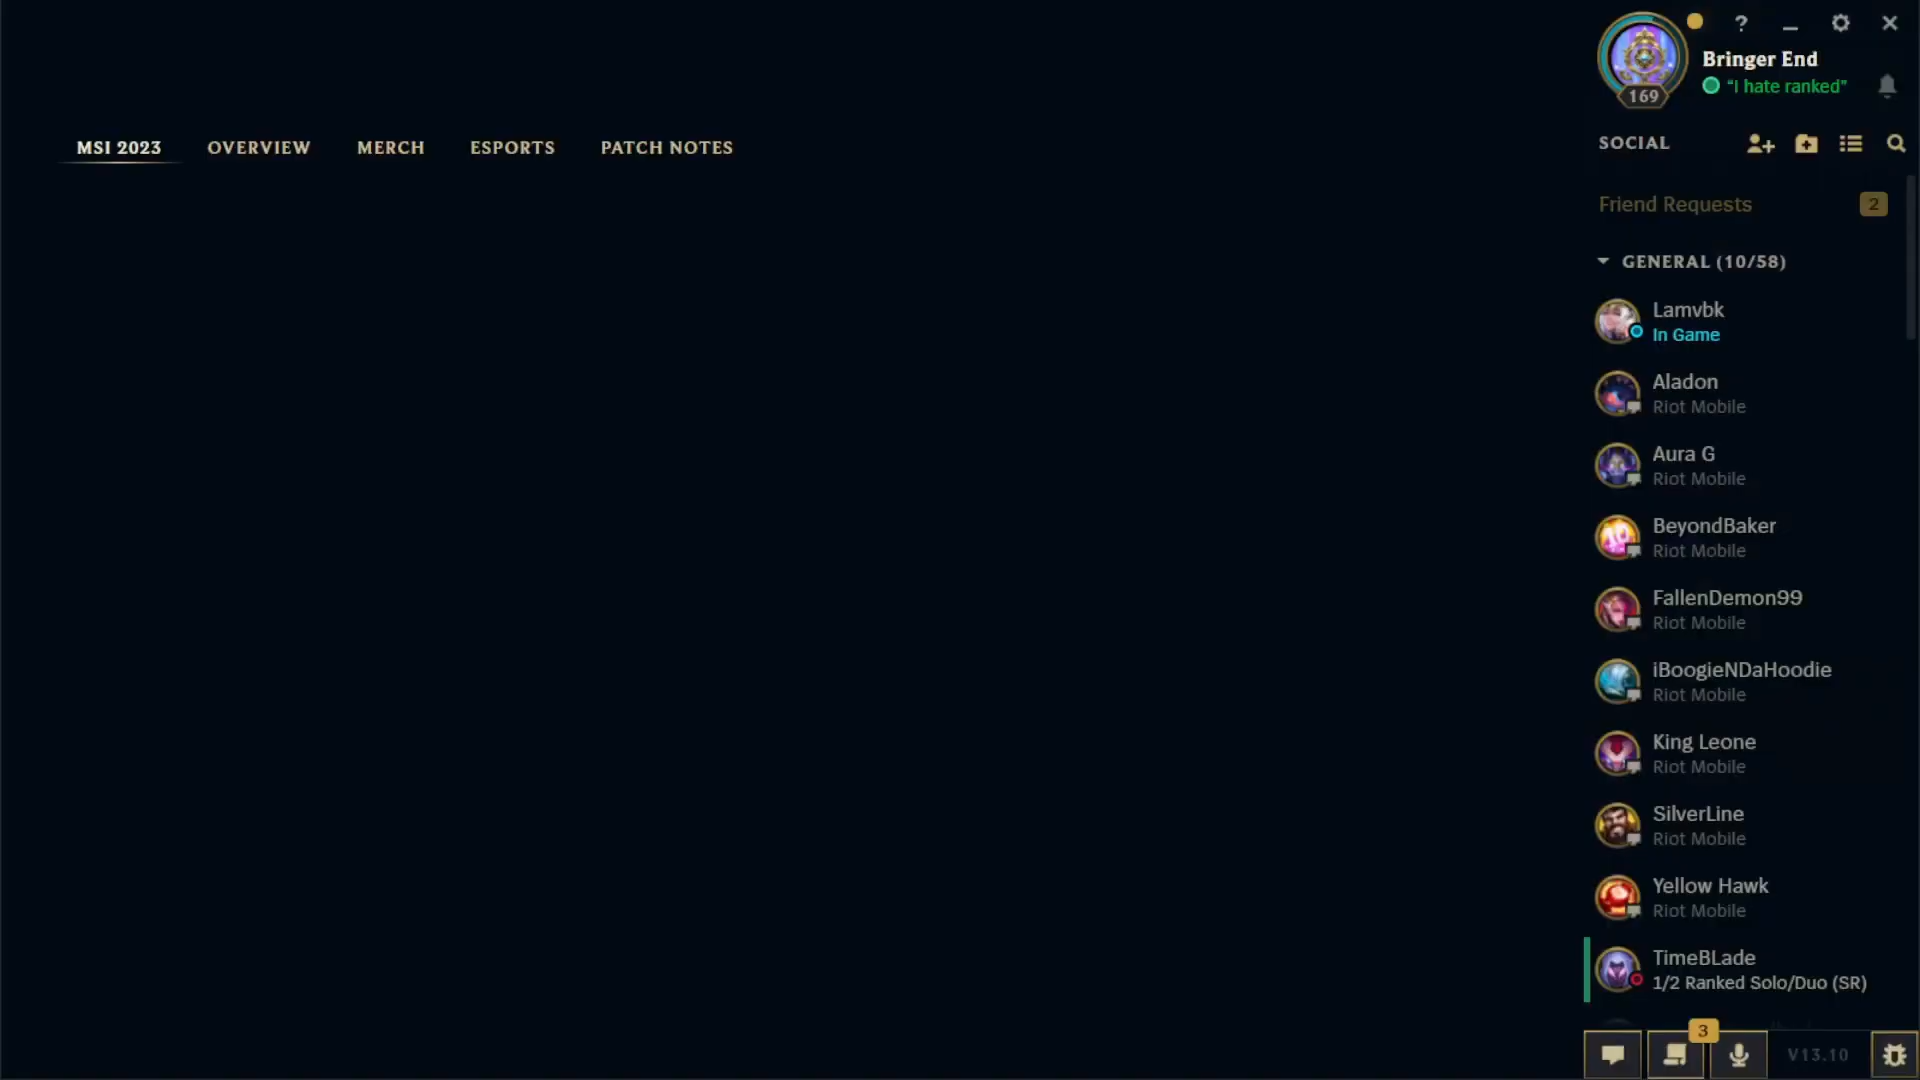 Bringer End
"I hate ranked"
169
MSI 2023
OVERVIEW
MERCH
ESPORTS
PATCH NOTES
SOCIAL
Friend Requests
2
GENERAL (10/58)
Lamvbk
In Game
Aladon
Riot Mobile
Aura G
Riot Mobile
BeyondBaker
Riot Mobile
FallenDemon99
Riot Mobile
iBoogieNDaHoodie
Riot Mobile
King Leone
Riot Mobile
SilverLine
Riot Mobile
Yellow Hawk
Riot Mobile
TimeBLade
1/2 Ranked Solo/Duo (SR)
3
V13.10